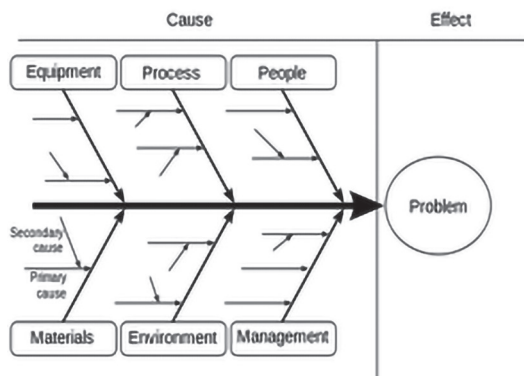 Cause Effect
Equipment Process People
Problem
Secondary
cause
Primary
cause
Materials Environment Management